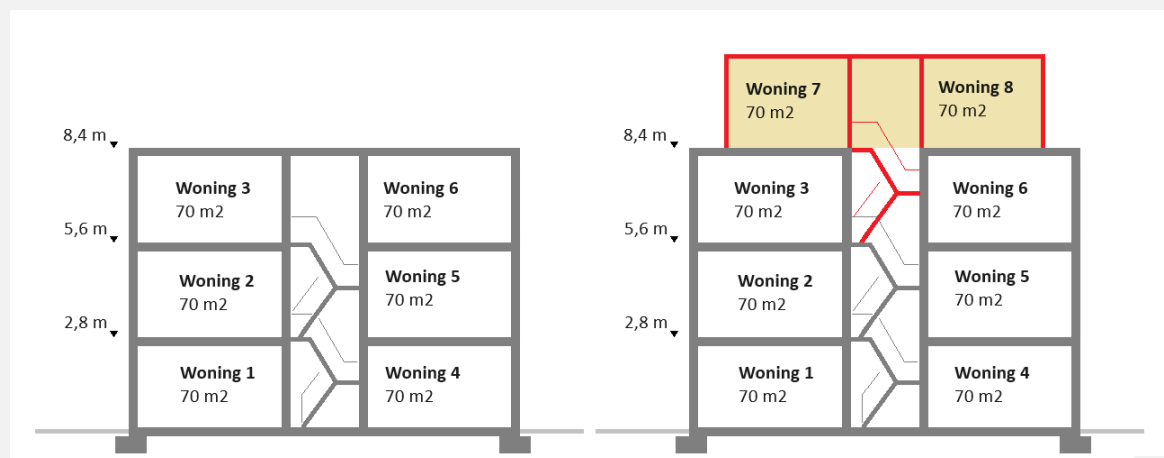 8,4 m
Woning 3
70 m2
Woning 6
70 m2
5,6 m
Woning 2
70 m2
Woning 5
70 m2
2,8 m
Woning 1
70 m2
Woning 4
70 m2
Woning 7
70 m2
Woning 8
70 m2
8,4 m
Woning 3
70 m2
Woning 6
70 m2
5,6 m
Woning 2
70 m2
Woning 5
70 m2
2,8 m
Woning 1
70 m2
Woning 4
70 m2